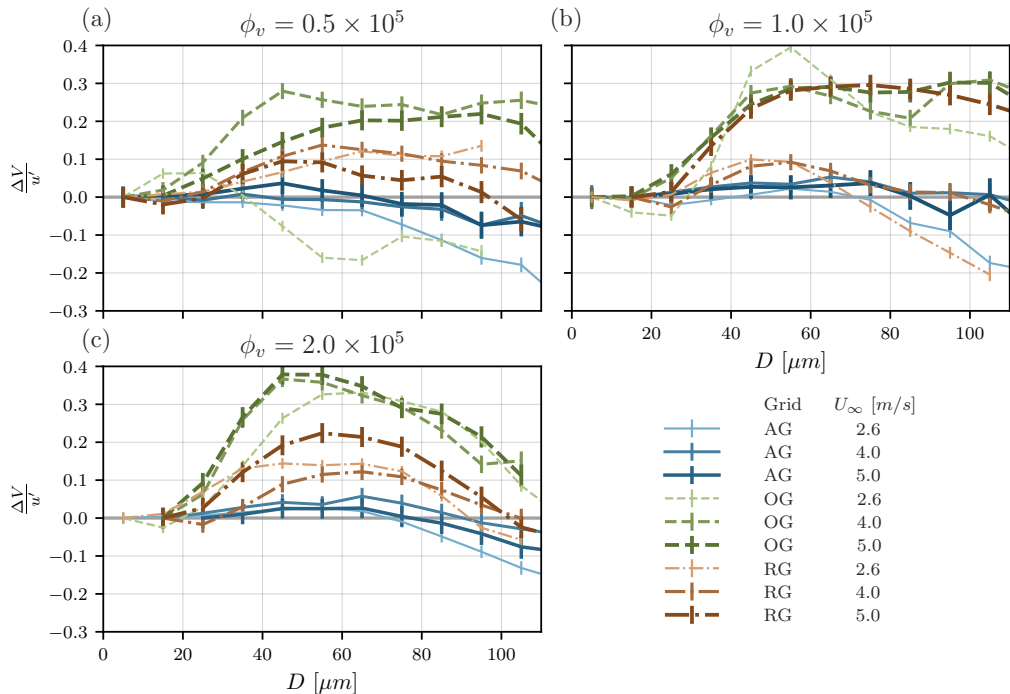 (a) ϕ_v = 0.5 × 10^5
(b) ϕ_v = 1.0 × 10^5
0.4
0.3
0.2
0.1
0.0
−0.1
−0.2
−0.3
ΔV/u′
0 20 40 60 80 100
D [μm]
(c) ϕ_v = 2.0 × 10^5
0.4
0.3
0.2
0.1
0.0
−0.1
−0.2
−0.3
ΔV/u′
0 20 40 60 80 100
D [μm]
Grid U_∞ [m/s]
AG 2.6
AG 4.0
AG 5.0
OG 2.6
OG 4.0
OG 5.0
RG 2.6
RG 4.0
RG 5.0